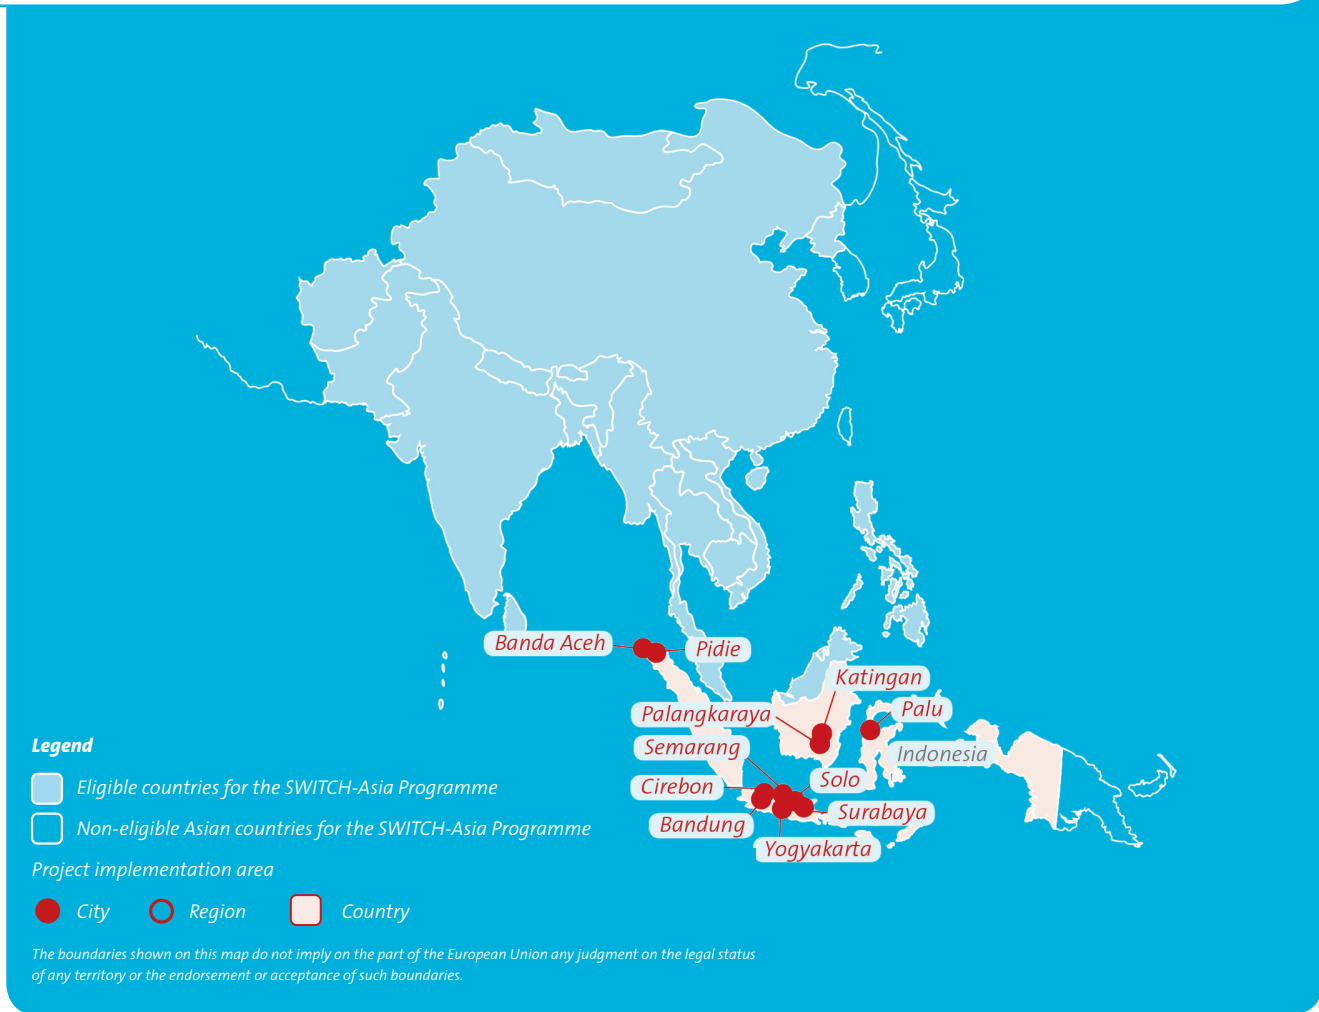 Banda Aceh
Pidie
Katingan
Palangkaraya
Palu
Semarang
Indonesia
Cirebon
Solo
Bandung
Surabaya
Yogyakarta
Legend
Eligible countries for the SWITCH-Asia Programme
Non-eligible Asian countries for the SWITCH-Asia Programme
Project implementation area
City
Region
Country
The boundaries shown on this map do not imply on the part of the European Union any judgment on the legal status
of any territory or the endorsement or acceptance of such boundaries.